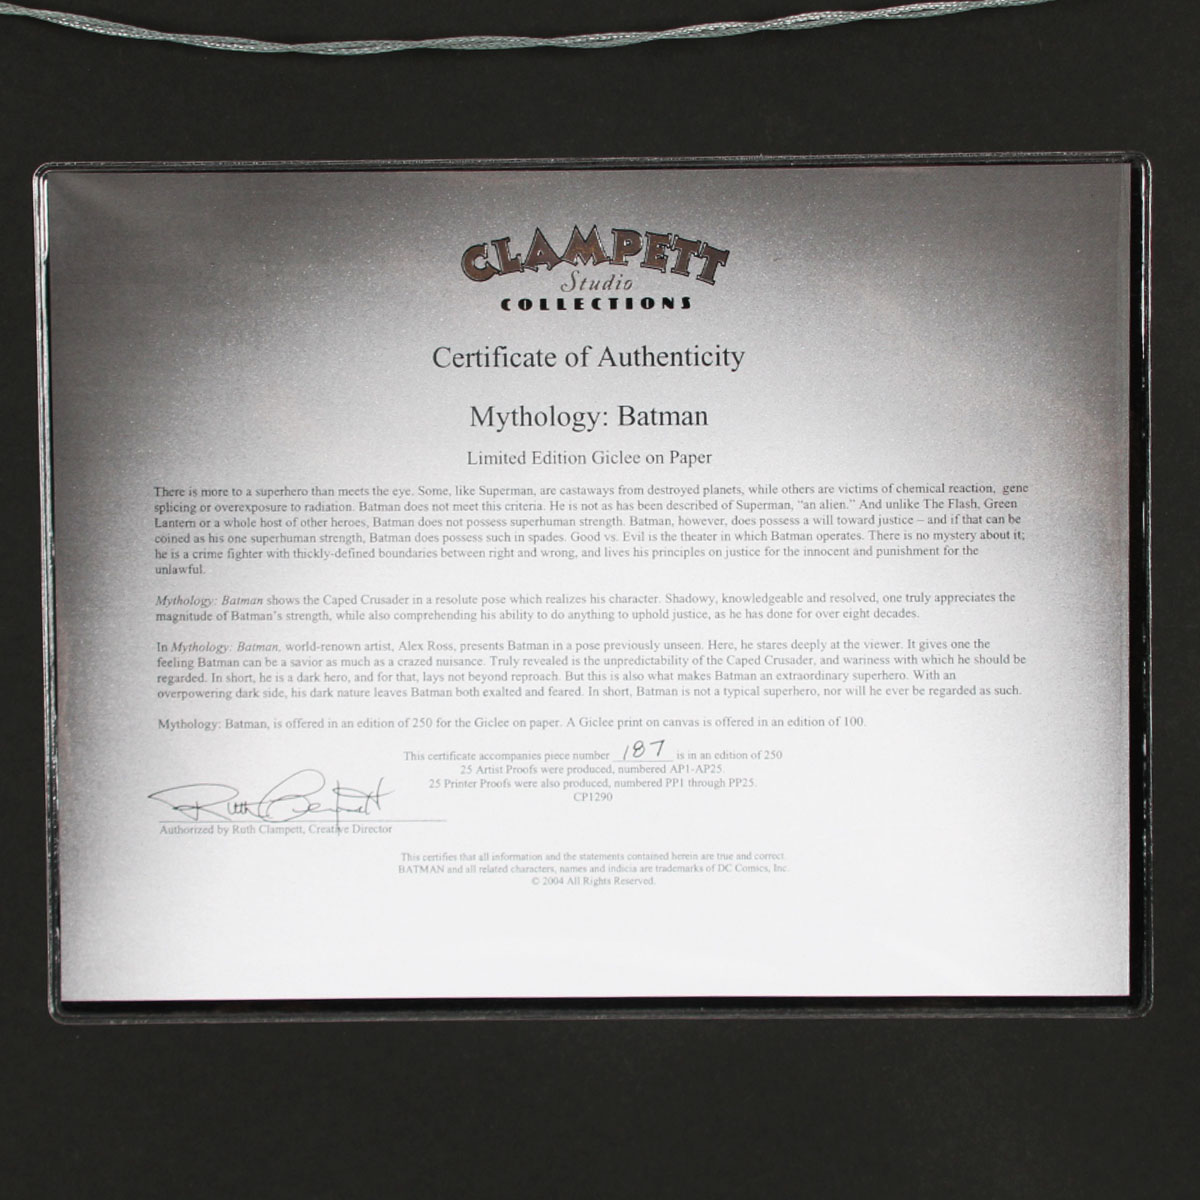 CLAMPETT
Studio
COLLECTIONS
Certificate of Authenticity
Mythology: Batman
Limited Edition Giclee on Paper
There is more to a superhero than meets the eye. Some, like Superman, are castaways from destroyed planets, while others are victims of chemical reaction, gene
splicing or overexposure to radiation. Batman does not meet this criteria. He is not as has been described of Superman, “an alien.” And unlike The Flash, Green
Lantern or a whole host of other heroes, Batman does not possess superhuman strength. Batman, however, does possess a will toward justice – and if that can be
coined as his one superhuman strength, Batman does possess such in spades. Good vs. Evil is the theater in which Batman operates. There is no mystery about it;
he is a crime fighter with thickly-defined boundaries between right and wrong, and lives his principles on justice for the innocent and punishment for the
unlawful.
Mythology: Batman shows the Caped Crusader in a resolute pose which realizes his character. Shadowy, knowledgeable and resolved, one truly appreciates the
magnitude of Batman’s strength, while also comprehending his ability to do anything to uphold justice, as he has done for over eight decades.
In Mythology: Batman, world-renown artist, Alex Ross, presents Batman in a pose previously unseen. Here, he stares deeply at the viewer. It gives one the
feeling Batman can be a savior as much as a crazed nuisance. Truly revealed is the unpredictability of the Caped Crusader, and wariness with which he should be
regarded. In short, he is a dark hero, and for that, lays not beyond reproach. But this is also what makes Batman an extraordinary superhero. With an
overpowering dark side, his dark nature leaves Batman both exalted and feared. In short, Batman is not a typical superhero, nor will he ever be regarded as such.
Mythology: Batman, is offered in an edition of 250 for the Giclee on paper. A Giclee print on canvas is offered in an edition of 100.
This certificate accompanies piece number 187 is in an edition of 250
25 Artist Proofs were produced, numbered AP1-AP25.
25 Printer Proofs were also produced, numbered PP1 through PP25.
CP1290
Ruth Clampett
Authorized by Ruth Clampett, Creative Director
This certifies that all information and the statements contained herein are true and correct.
BATMAN and all related characters, names and indicia are trademarks of DC Comics, Inc.
© 2004 All Rights Reserved.